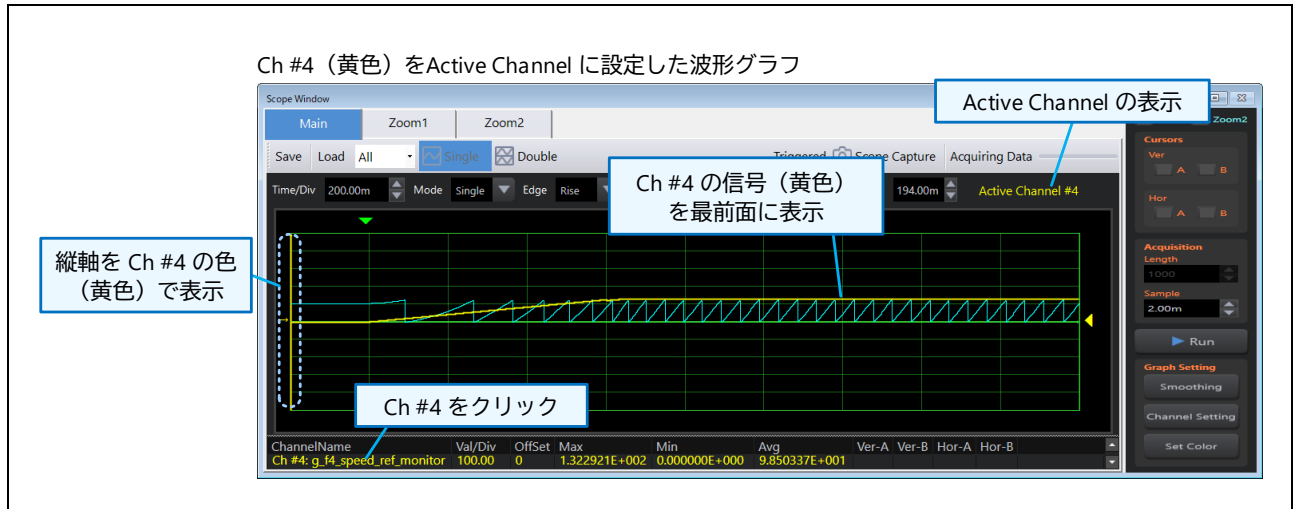 Ch #4（黄色）をActive Channel に設定した波形グラフ
Scope Window
Active Channel の表示
Main Zoom1 Zoom2
Zoom2
Save Load All Single Double Triggered Scope Capture Acquiring Data
Time/Div 200.00m Mode Single Edge Rise 194.00m Active Channel #4
Ch #4 の信号（黄色）
を最前面に表示
縦軸を Ch #4 の色
（黄色）で表示
Ch #4 をクリック
ChannelName Val/Div OffSet Max Min Avg Ver-A Ver-B Hor-A Hor-B
Ch #4: g_f4_speed_ref_monitor 100.00 0 1.322921E+002 0.000000E+000 9.850337E+001
Cursors
Ver
A B
Hor
A B
Acquisition
Length
1000
Sample
2.00m
Run
Graph Setting
Smoothing
Channel Setting
Set Color